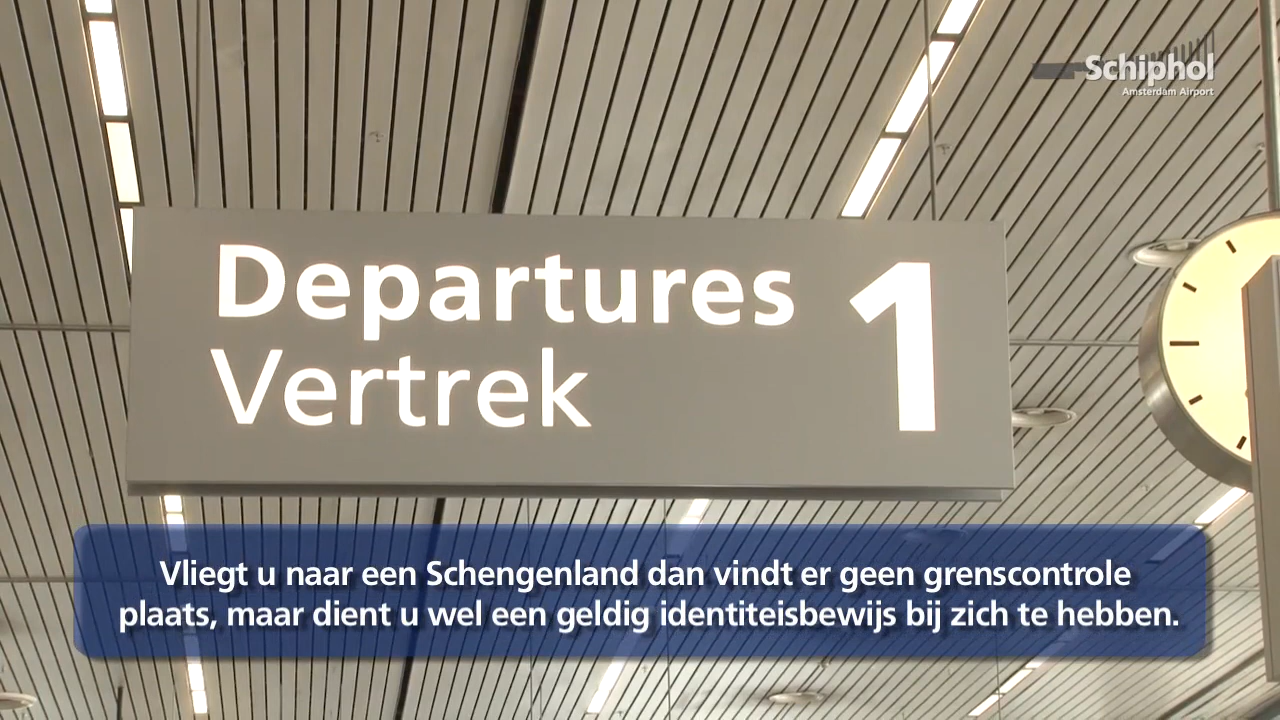 Schiphol
Amsterdam Airport
Departures 1
Vertrek
Vliegt u naar een Schengenland dan vindt er geen grenscontrole
plaats, maar dient u wel een geldig identiteisbewijs bij zich te hebben.